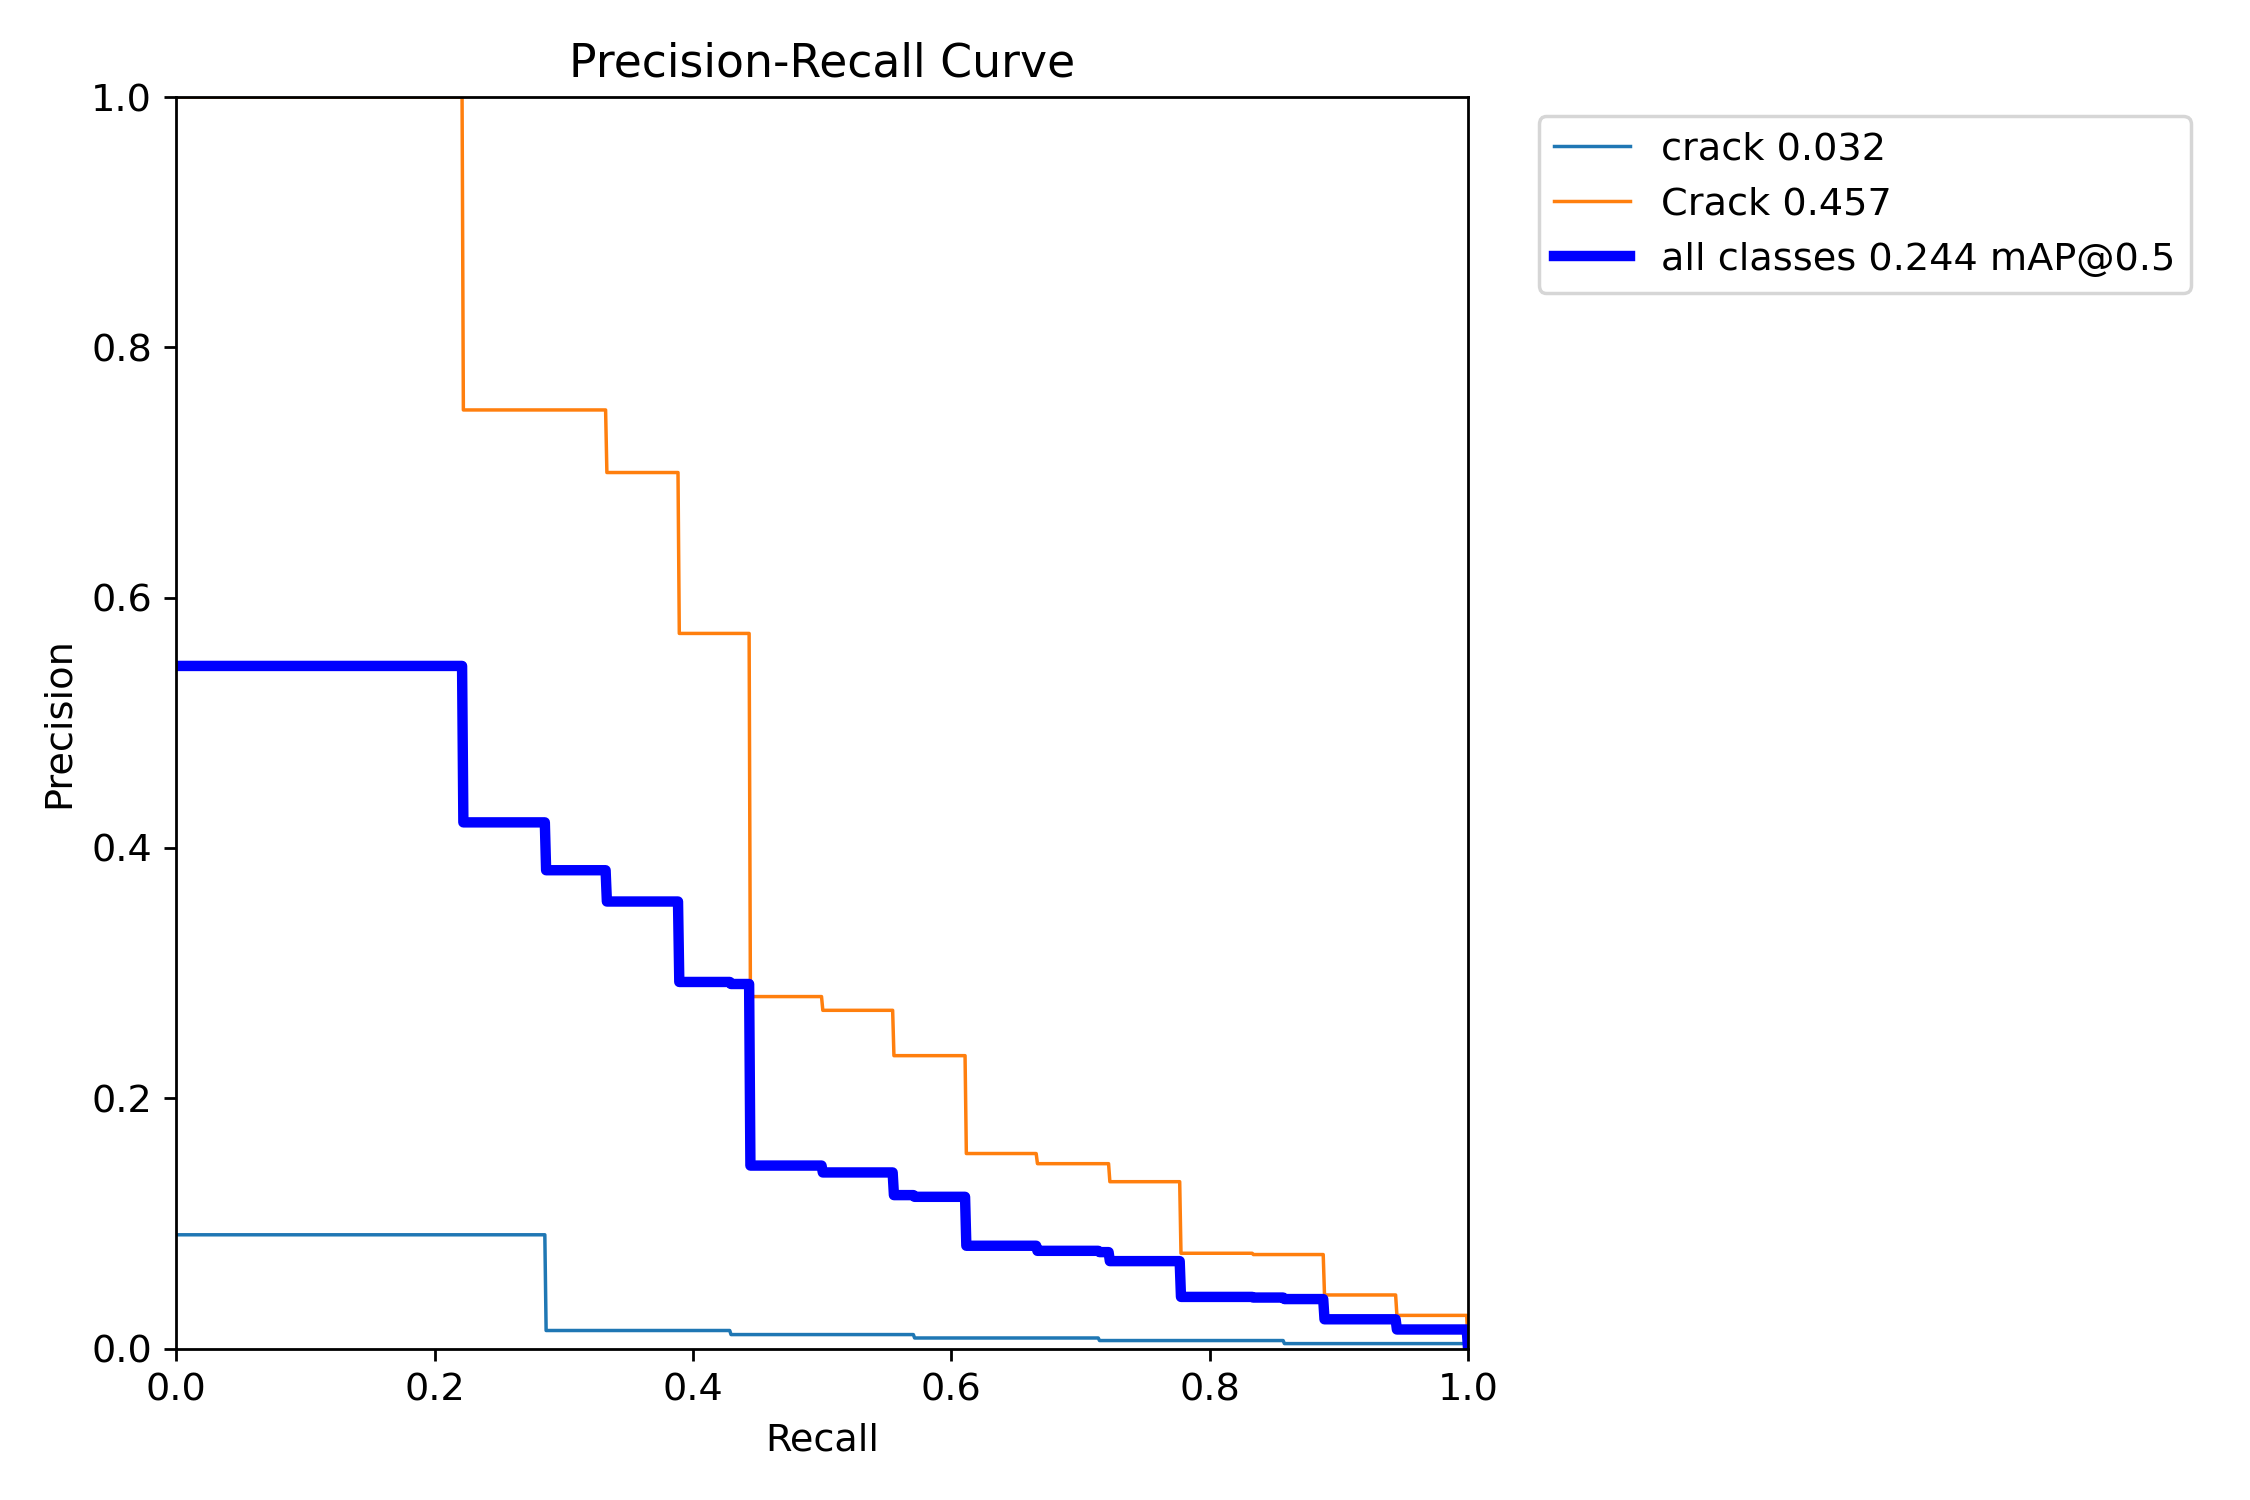 Precision-Recall Curve
1.0
0.8
0.6
0.4
0.2
0.0
Precision
0.0 0.2 0.4 0.6 0.8 1.0
Recall
crack 0.032
Crack 0.457
all classes 0.244 mAP@0.5